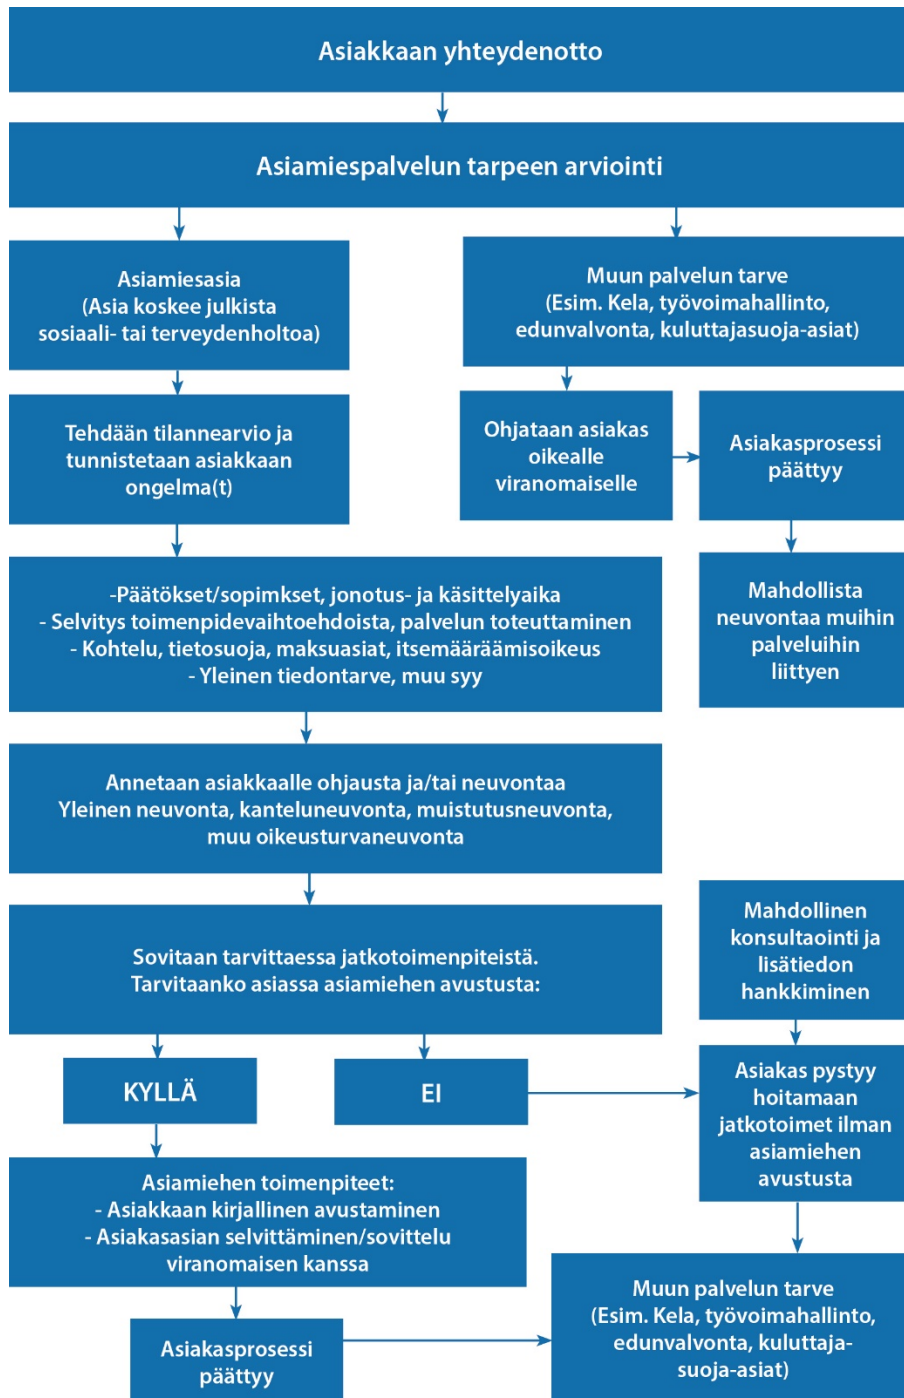 Asiakkaan yhteydenotto
Asiamiespalvelun tarpeen arviointi
Asiamiesasia
(Asia koskee julkista
sosiaali- tai terveydenholtoa)
Muun palvelun tarve
(Esim. Kela, työvoimahallinto,
edunvalvonta, kuluttajasuoja-asiat)
Tehdään tilannearvio ja
tunnistetaan asiakkaan
ongelma(t)
Ohjataan asiakas
oikealle
viranomaiselle
Asiakasprosessi
päättyy
-Päätökset/sopimkset, jonotus- ja käsittelyaika
- Selvitys toimenpidevaihtoehdoista, palvelun toteuttaminen
- Kohtelu, tietosuoja, maksuasiat, itsemääräämisoikeus
- Yleinen tiedontarve, muu syy
Mahdollista
neuvontaa muihin
palveluihin
liittyen
Annetaan asiakkaalle ohjausta ja/tai neuvontaa
Yleinen neuvonta, kanteluneuvonta, muistutusneuvonta,
muu oikeusturvaneuvonta
Sovitaan tarvittaessa jatkotoimenpiteistä.
Tarvitaanko asiassa asiamiehen avustusta:
Mahdollinen
konsultaointi ja
lisätiedon
hankkiminen
KYLLÄ
EI
Asiakas pystyy
hoitamaan
jatkotoimet ilman
asiamiehen
avustusta
Asiamiehen toimenpiteet:
- Asiakkaan kirjallinen avustaminen
- Asiakasasian selvittäminen/sovittelu
viranomaisen kanssa
Asiakasprosessi
päättyy
Muun palvelun tarve
(Esim. Kela, työvoimahallinto,
edunvalvonta, kuluttaja-
suoja-asiat)